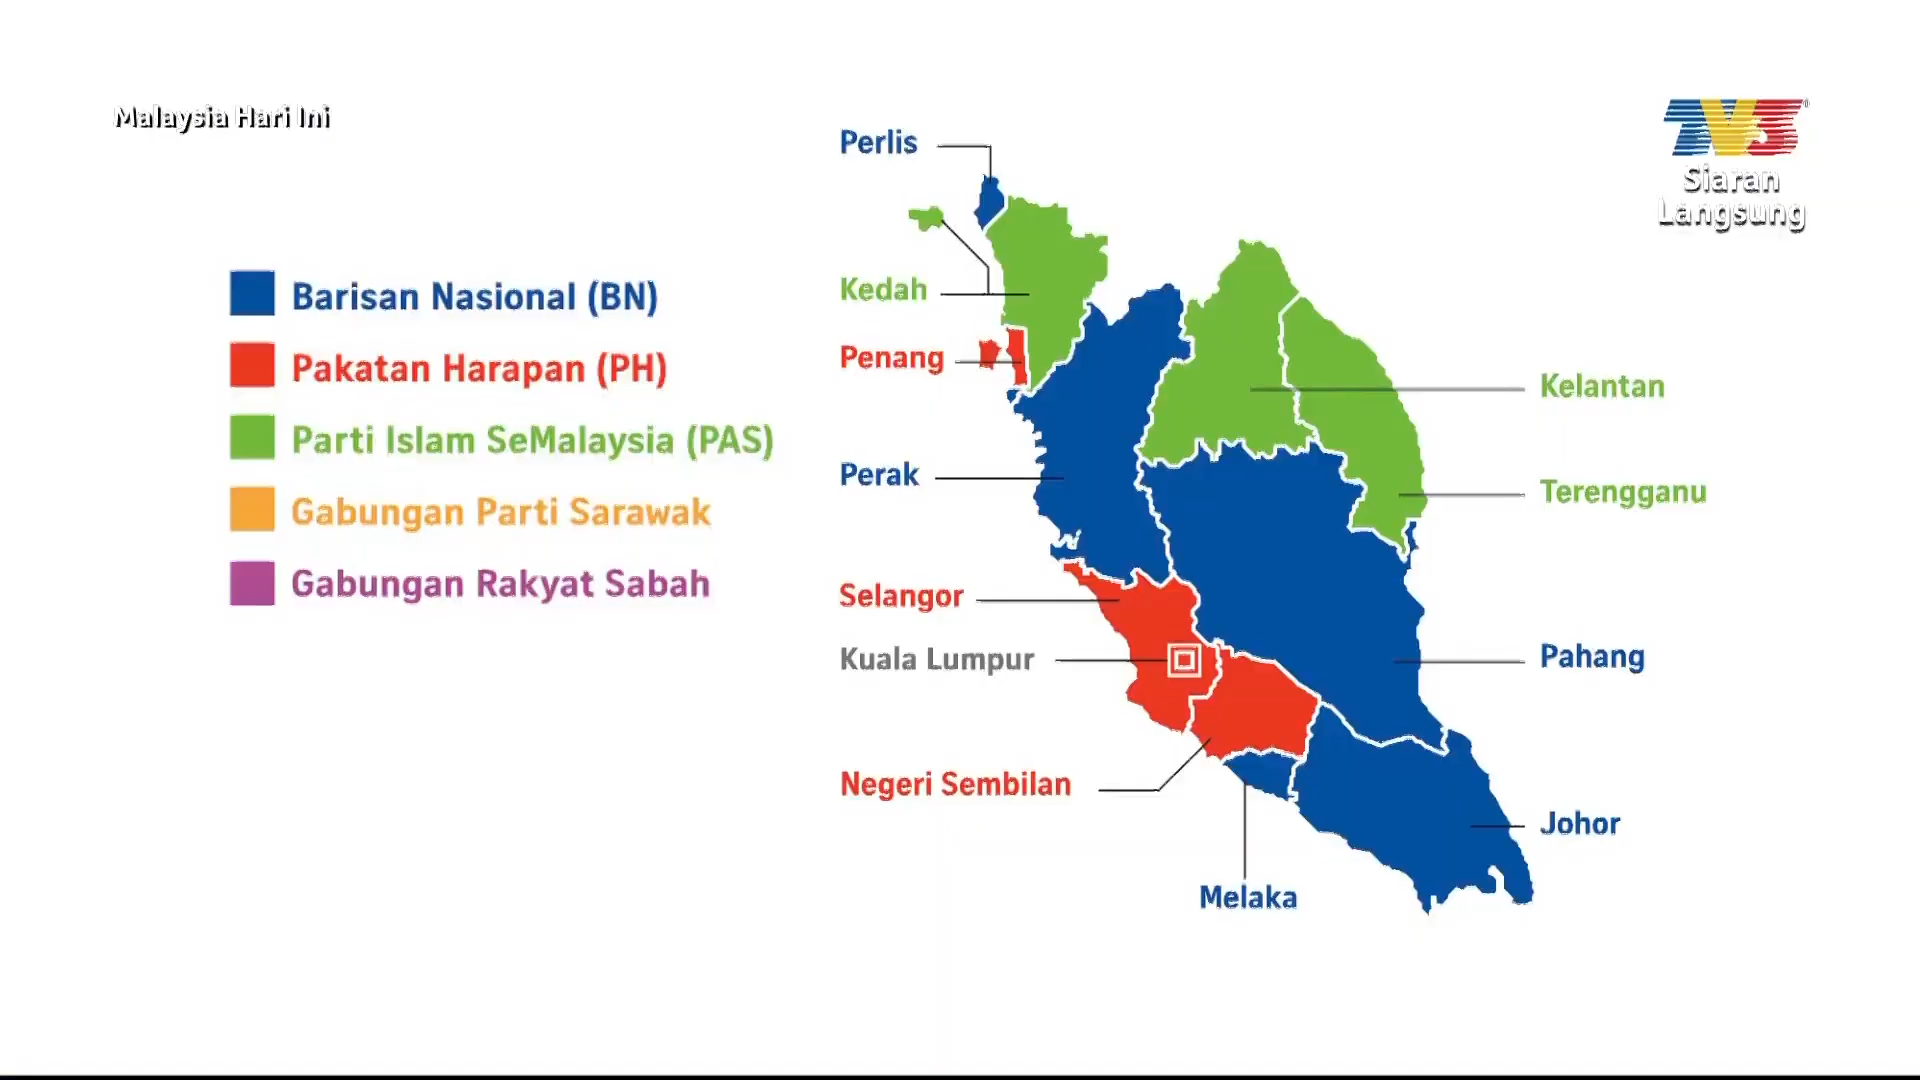 Malaysia Hari Ini
TV3
Siaran
Langsung
Barisan Nasional (BN)
Pakatan Harapan (PH)
Parti Islam SeMalaysia (PAS)
Gabungan Parti Sarawak
Gabungan Rakyat Sabah
Perlis
Kedah
Penang
Perak
Selangor
Kuala Lumpur
Negeri Sembilan
Melaka
Kelantan
Terengganu
Pahang
Johor